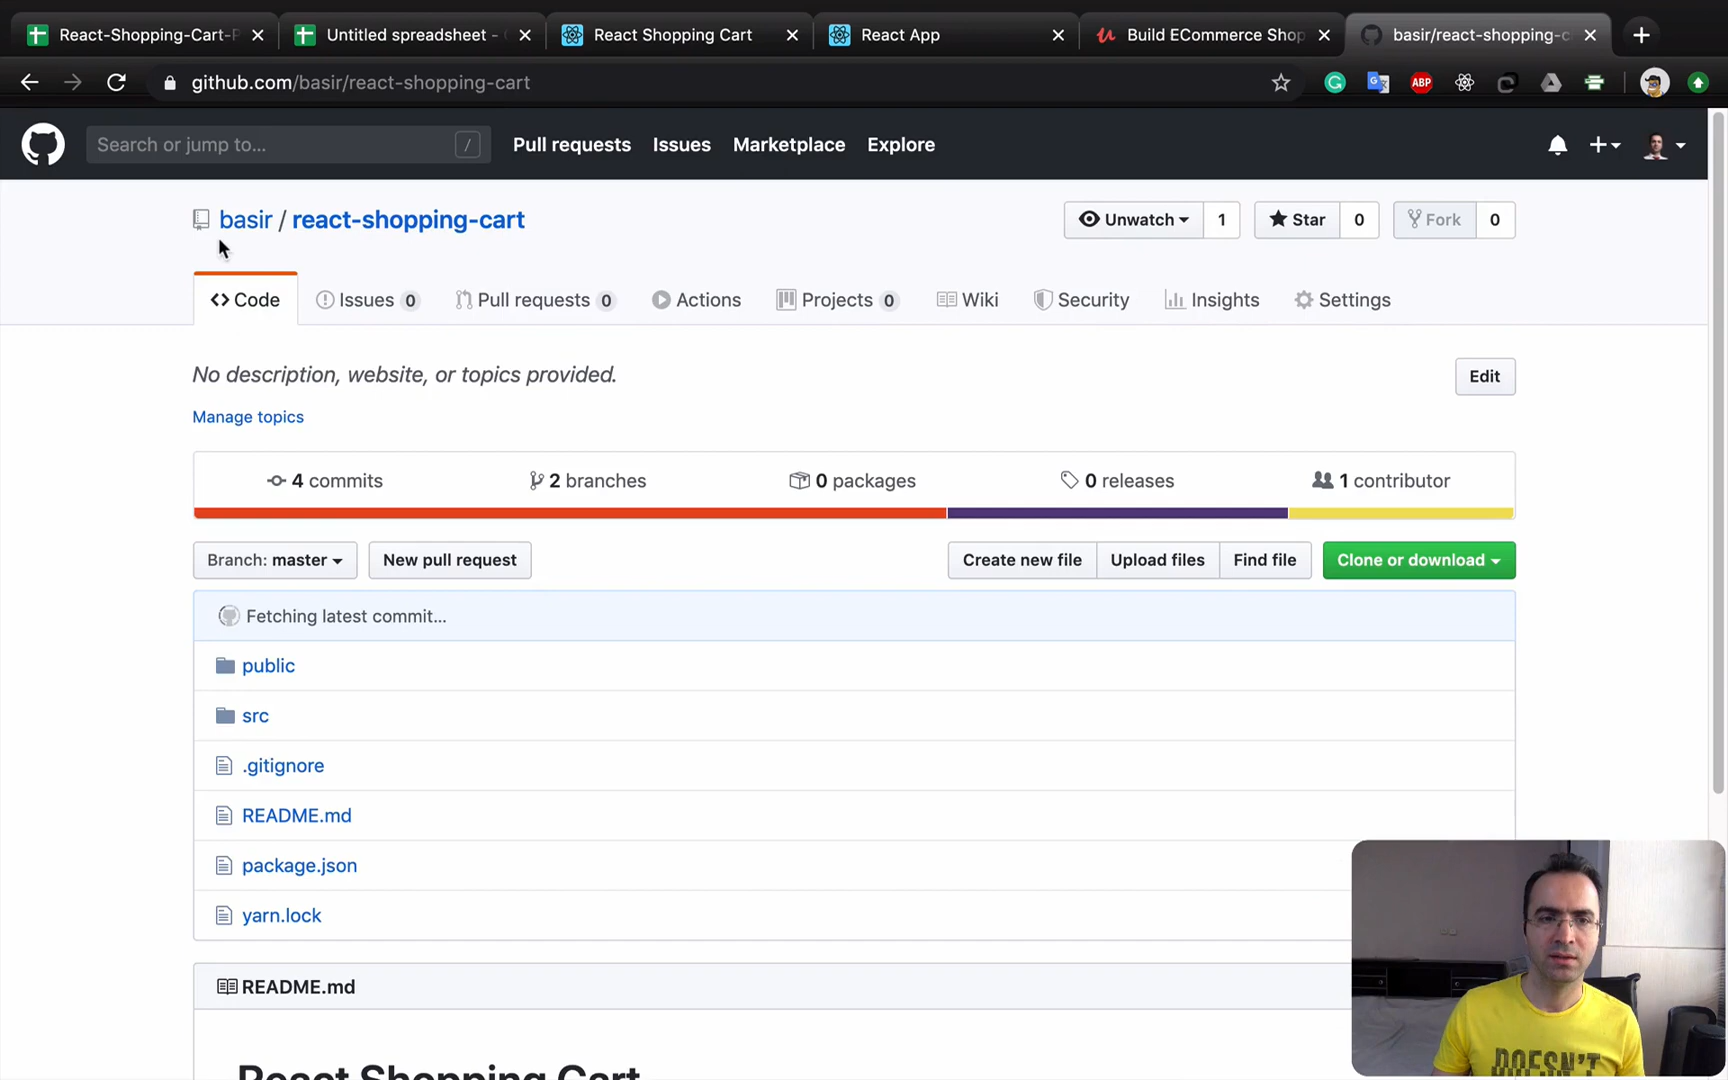 React-Shopping-Cart-P
Untitled spreadsheet -
React Shopping Cart
React App
Build ECommerce Shop
basir/react-shopping-c
github.com/basir/react-shopping-cart
ABP
Search or jump to...
/
Pull requests
Issues
Marketplace
Explore
basir / react-shopping-cart
Unwatch 1
Star 0
Fork 0
Code
Issues 0
Pull requests 0
Actions
Projects 0
Wiki
Security
Insights
Settings
No description, website, or topics provided.
Edit
Manage topics
4 commits
2 branches
0 packages
0 releases
1 contributor
Branch: master
New pull request
Create new file
Upload files
Find file
Clone or download
Fetching latest commit...
public
src
.gitignore
README.md
package.json
yarn.lock
README.md
React Shopping Cart
DOESN'T